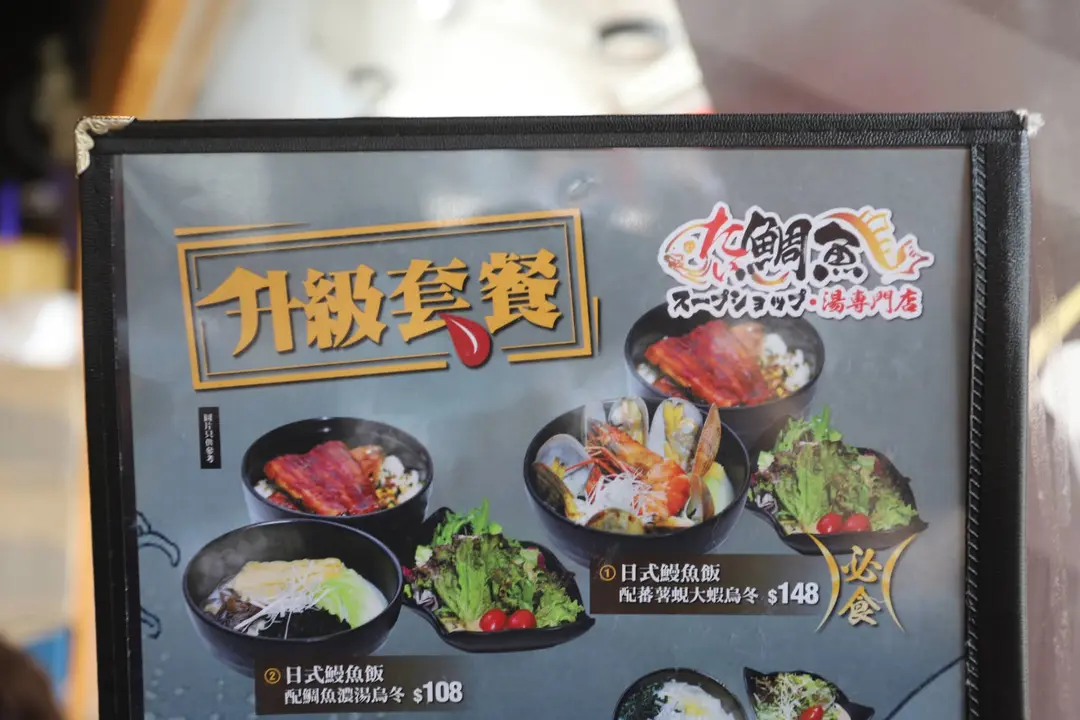 升級套餐
たい鯛魚
スープショップ・湯專門店
圖片只供參考
①日式鰻魚飯
配蕃薯蜆大蝦烏冬 $148
必食
②日式鰻魚飯
配鯛魚濃湯烏冬 $108